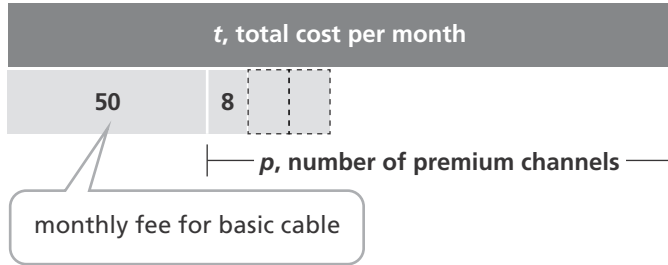 t, total cost per month
50
8
p, number of premium channels
monthly fee for basic cable